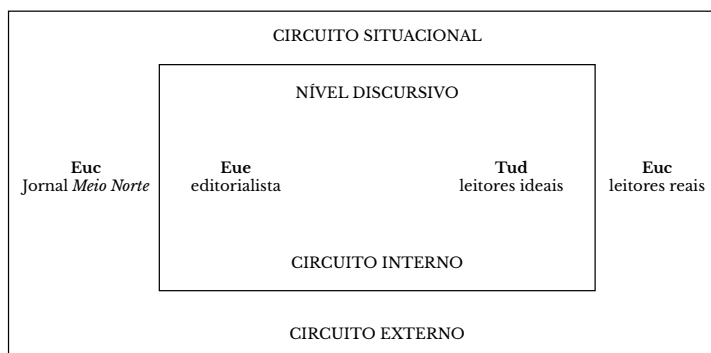 CIRCUITO SITUACIONAL
NÍVEL DISCURSIVO
Euc
Jornal Meio Norte
Eue
editorialista
Tud
leitores ideais
Euc
leitores reais
CIRCUITO INTERNO
CIRCUITO EXTERNO